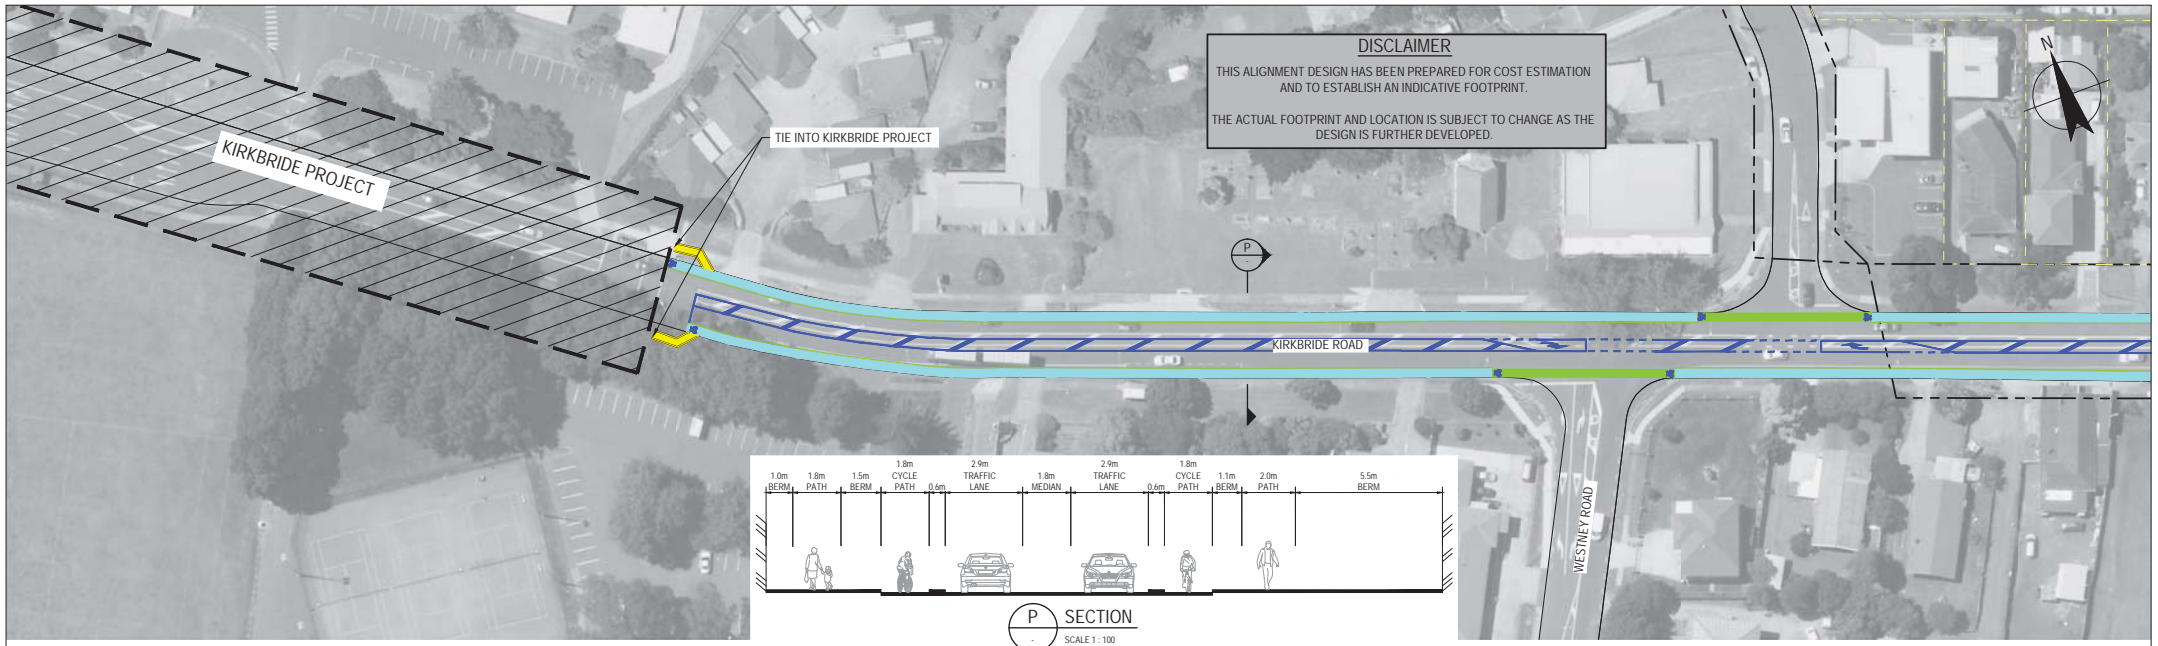 DISCLAIMER
THIS ALIGNMENT DESIGN HAS BEEN PREPARED FOR COST ESTIMATION
AND TO ESTABLISH AN INDICATIVE FOOTPRINT.
THE ACTUAL FOOTPRINT AND LOCATION IS SUBJECT TO CHANGE AS THE
DESIGN IS FURTHER DEVELOPED.
N
TIE INTO KIRKBRIDE PROJECT
KIRKBRIDE PROJECT
P
-
KIRKBRIDE ROAD
WESTNEY ROAD
1.0m
BERM
1.8m
PATH
1.5m
BERM
1.8m
CYCLE
PATH
0.6m
2.9m
TRAFFIC
LANE
1.8m
MEDIAN
2.9m
TRAFFIC
LANE
0.6m
1.8m
CYCLE
PATH
1.1m
BERM
2.0m
PATH
5.5m
BERM
P
-
SECTION
SCALE 1 : 100